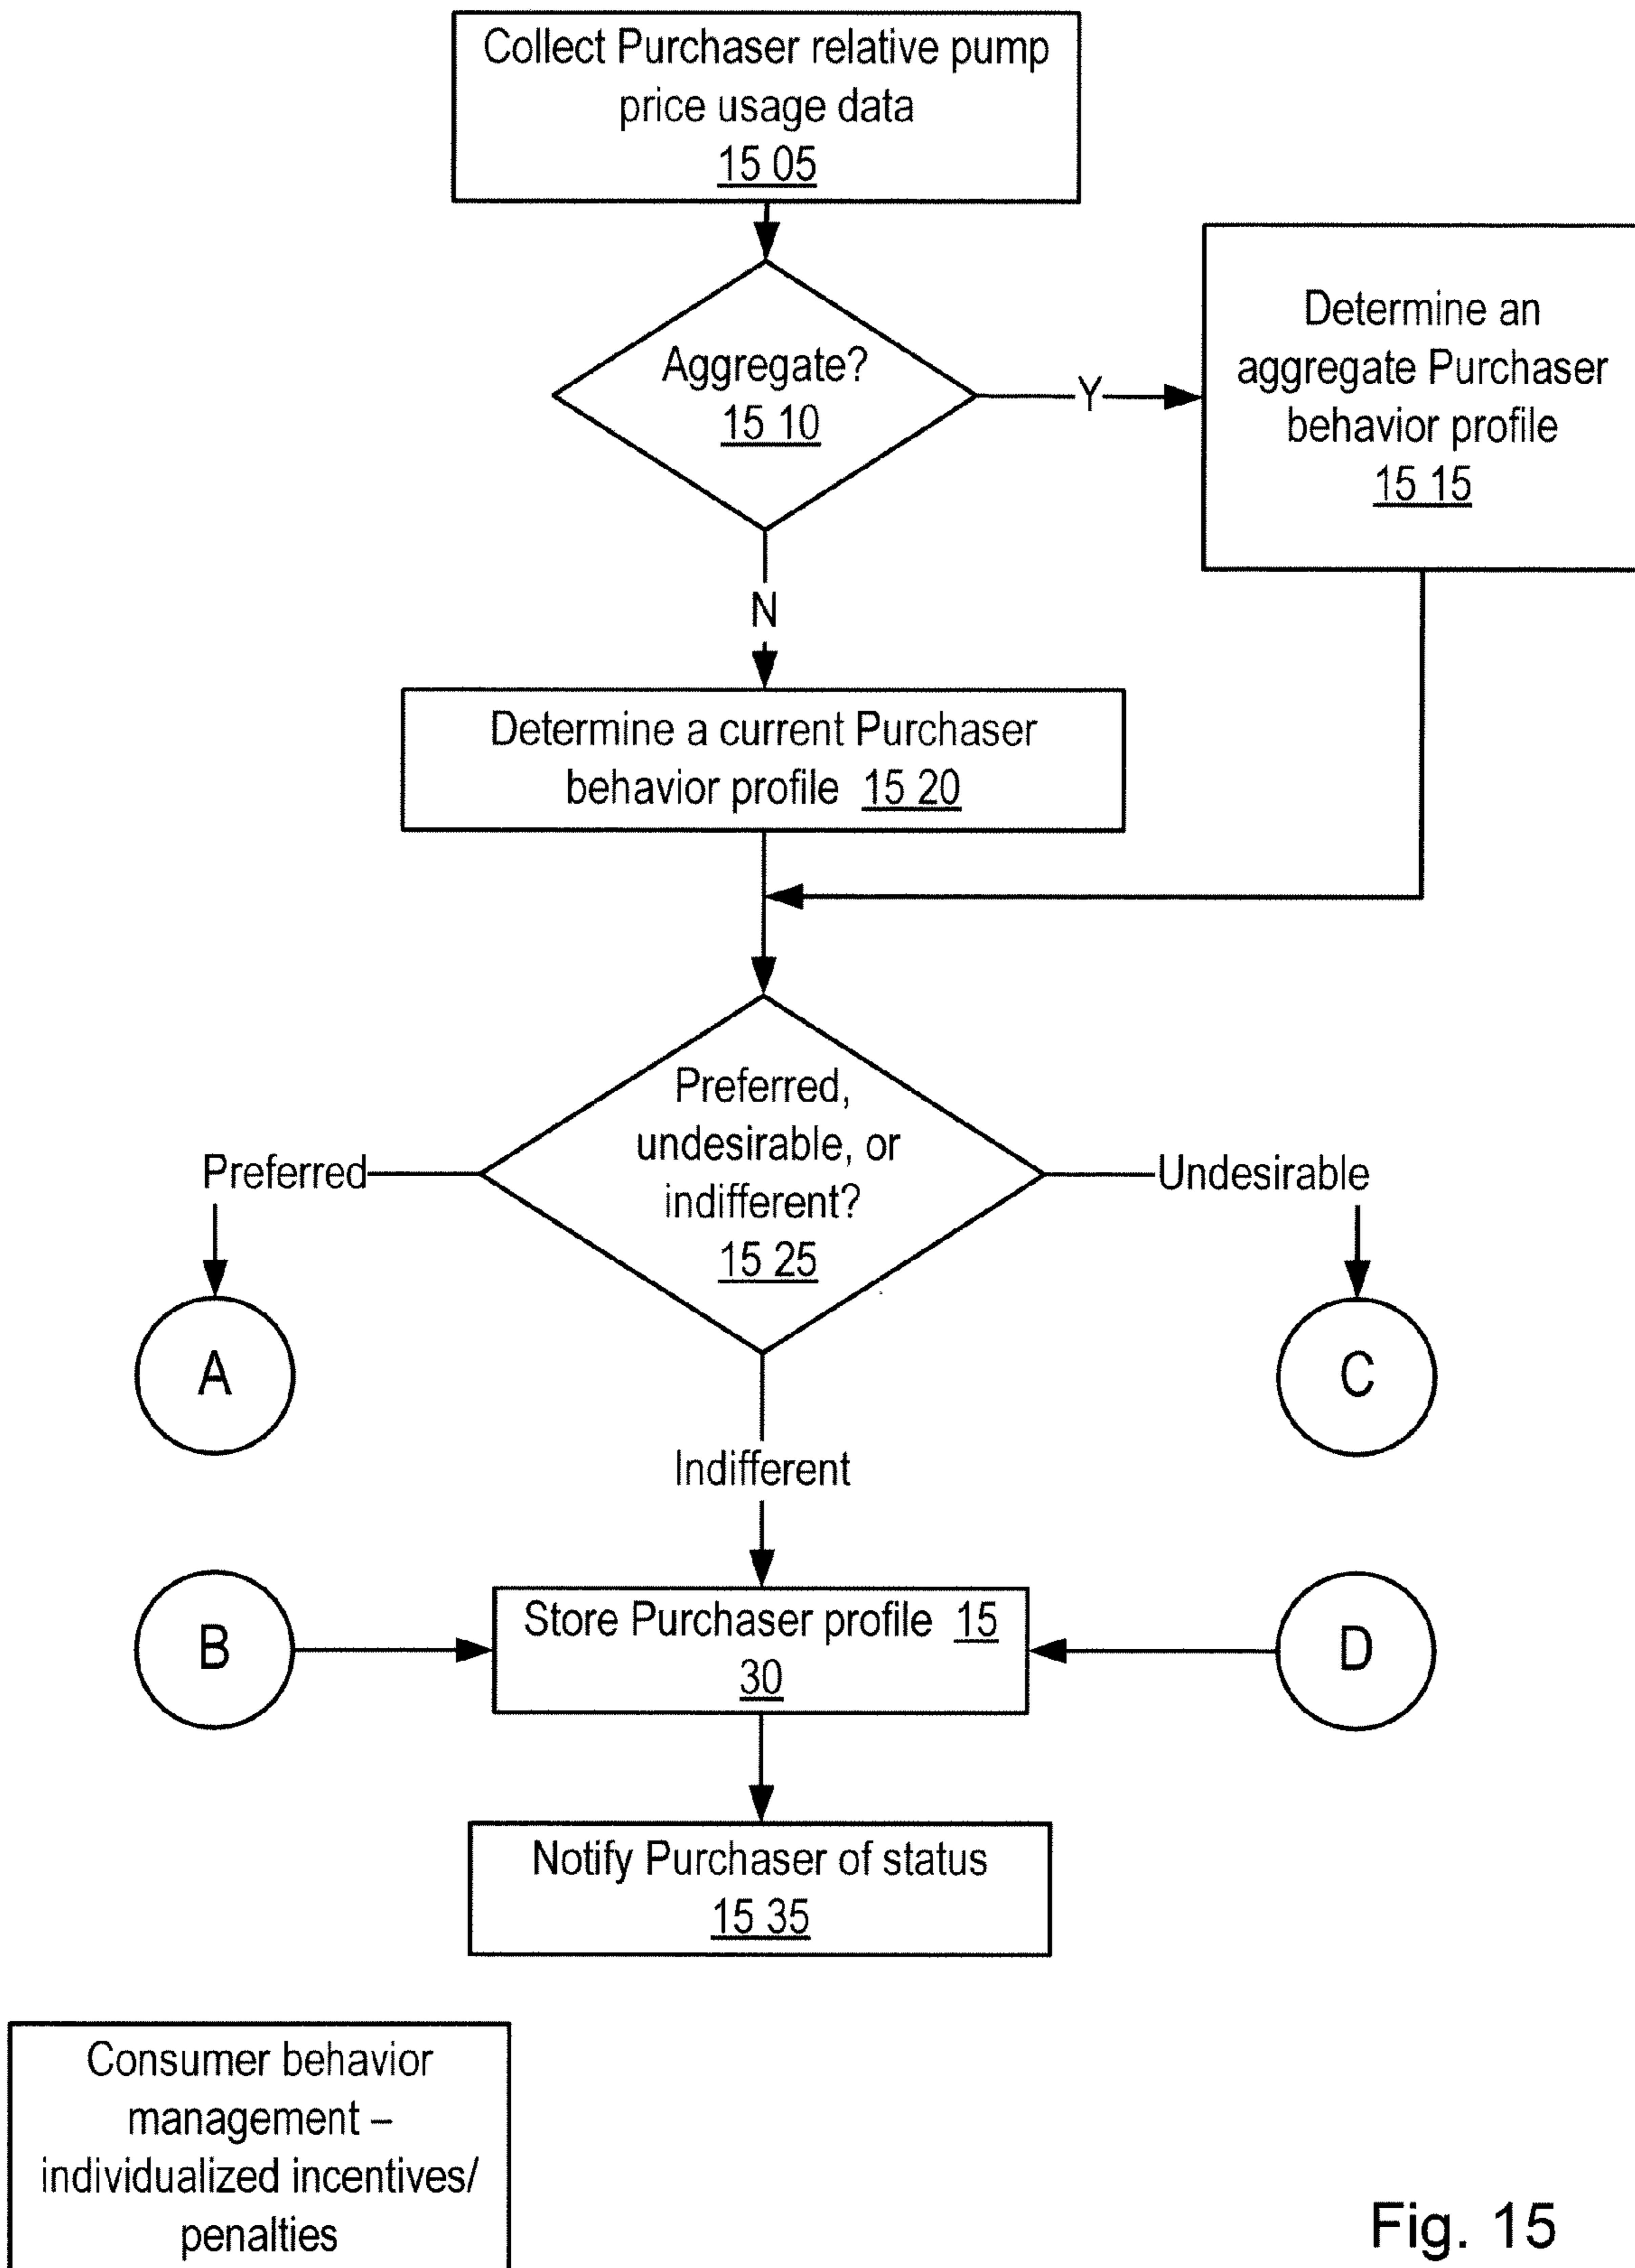 Collect Purchaser relative pump
price usage data
15 05
Aggregate?
15 10
Y
Determine an
aggregate Purchaser
behavior profile
15 15
N
Determine a current Purchaser
behavior profile 15 20
Preferred,
undesirable, or
indifferent?
15 25
Preferred
Undesirable
A
C
Indifferent
B
Store Purchaser profile 15
30
D
Notify Purchaser of status
15 35
Consumer behavior
management –
individualized incentives/
penalties
Fig. 15